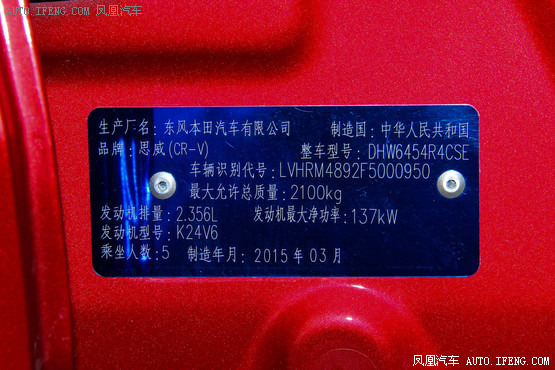 AUTO.IFENG.COM 凤凰汽车
生产厂名：东风本田汽车有限公司 制造国：中华人民共和国
品牌：思威(CR-V) 整车型号：DHW6454R4CSE
车辆识别代号：LVHRM4892F5000950
最大允许总质量：2100kg
发动机排量：2.356L 发动机最大净功率：137kW
发动机型号：K24V6
乘坐人数：5 制造年月：2015年03月
凤凰汽车 AUTO.IFENG.COM